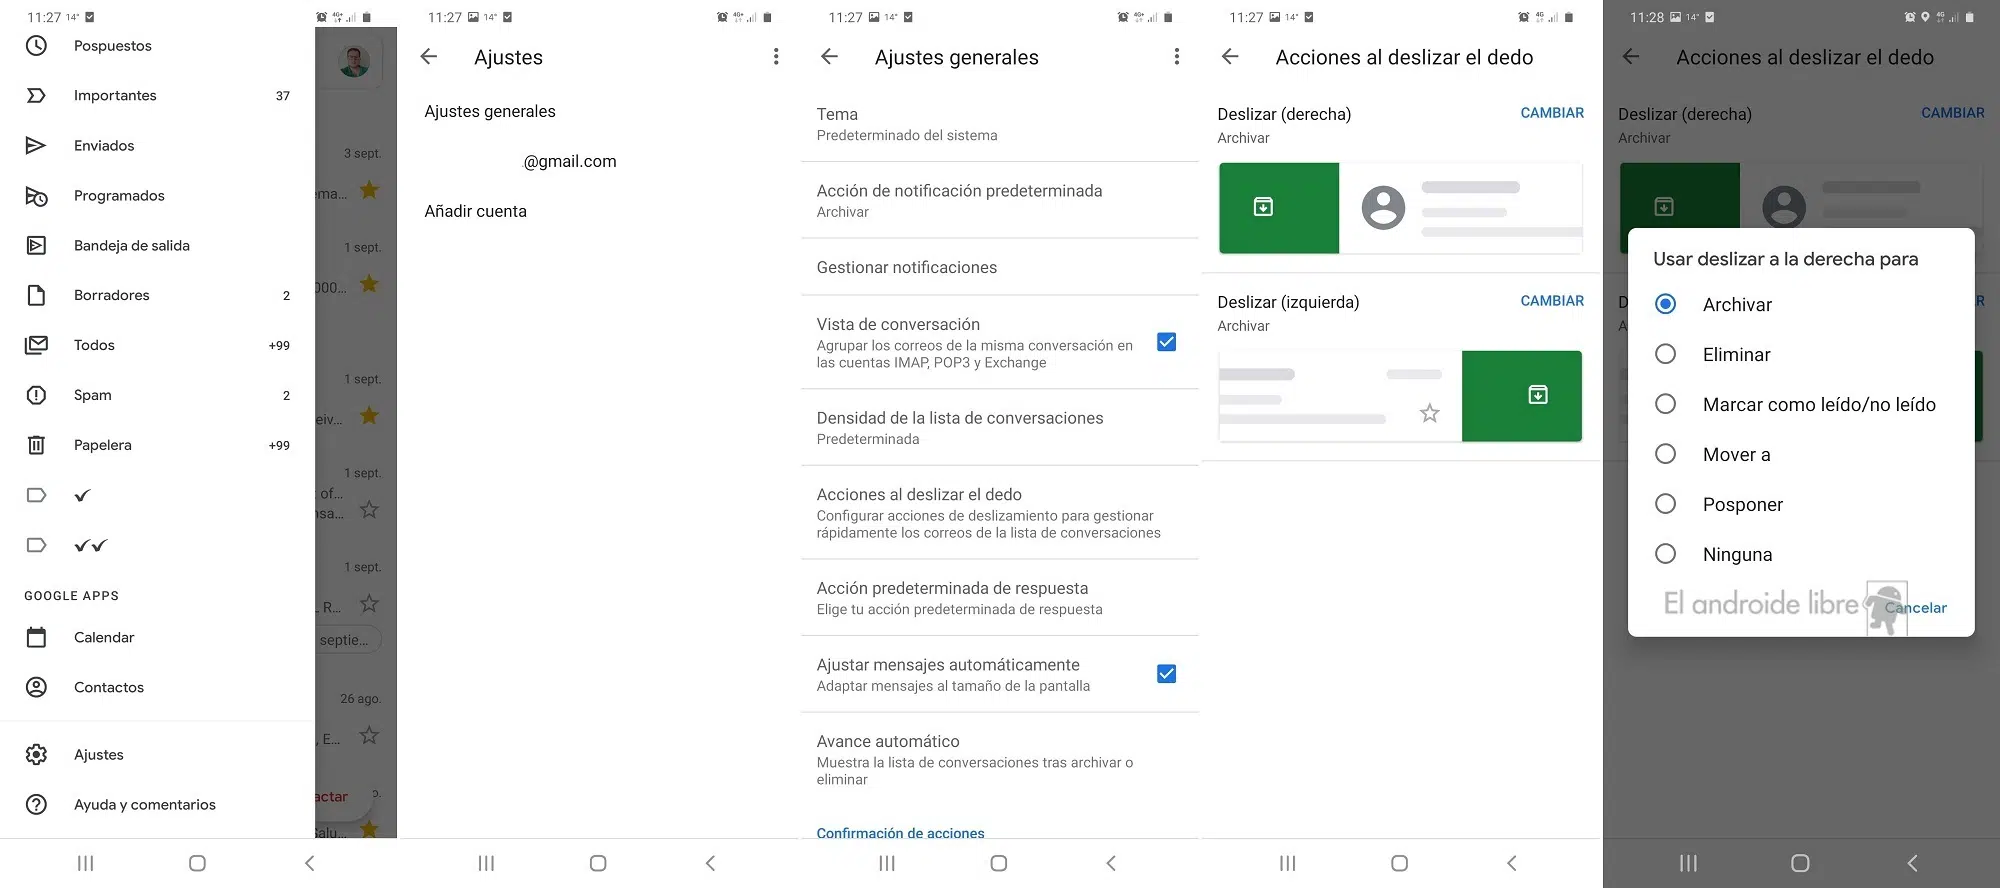 11:27 14°
Pospuestos
Importantes 37
Enviados
Programados
Bandeja de salida
Borradores 2
Todos +99
Spam 2
Papelera +99
GOOGLE APPS
Calendar
Contactos
Ajustes
Ayuda y comentarios
3 sept.
ema...
1 sept.
000...
1 sept.
eiv...
1 sept.
of...
nsa...
1 sept.
. R...
septie...
26 ago.
, E...
actar
o.
Salu...
11:27 14°
Ajustes
Ajustes generales
@gmail.com
Añadir cuenta
11:27 14°
Ajustes generales
Tema
Predeterminado del sistema
Acción de notificación predeterminada
Archivar
Gestionar notificaciones
Vista de conversación
Agrupar los correos de la misma conversación en
las cuentas IMAP, POP3 y Exchange
Densidad de la lista de conversaciones
Predeterminada
Acciones al deslizar el dedo
Configurar acciones de deslizamiento para gestionar
rápidamente los correos de la lista de conversaciones
Acción predeterminada de respuesta
Elige tu acción predeterminada de respuesta
Ajustar mensajes automáticamente
Adaptar mensajes al tamaño de la pantalla
Avance automático
Muestra la lista de conversaciones tras archivar o
eliminar
Confirmación de acciones
11:27 14°
Acciones al deslizar el dedo
Deslizar (derecha) CAMBIAR
Archivar
Deslizar (izquierda) CAMBIAR
Archivar
11:28 14°
Acciones al deslizar el dedo
Deslizar (derecha) CAMBIAR
Archivar
D R
A
Usar deslizar a la derecha para
Archivar
Eliminar
Marcar como leído/no leído
Mover a
Posponer
Ninguna
El androide libre
Cancelar